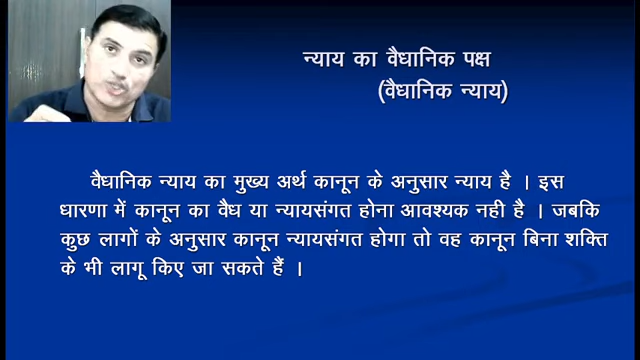 न्याय का वैधानिक पक्ष
(वैधानिक न्याय)
वैधानिक न्याय का मुख्य अर्थ कानून के अनुसार न्याय है । इस
धारणा में कानून का वैध या न्यायसंगत होना आवश्यक नही है । जबकि
कुछ लागों के अनुसार कानून न्यायसंगत होगा तो वह कानून बिना शक्ति
के भी लागू किए जा सकते हैं ।